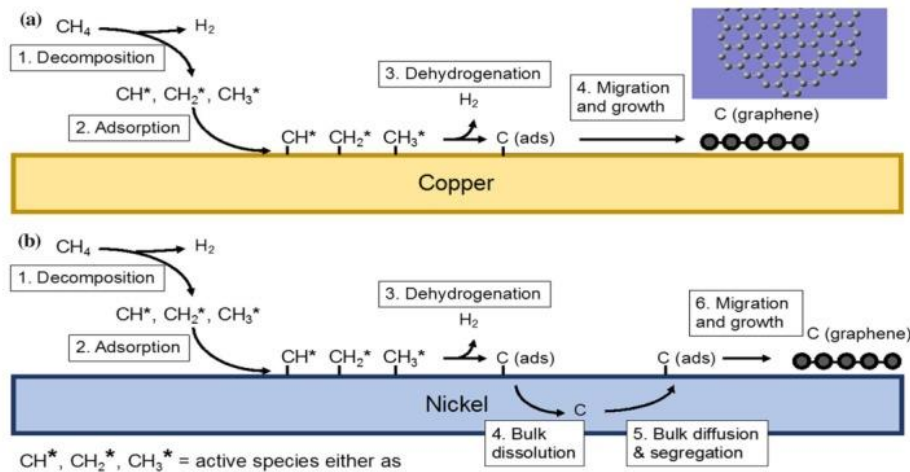 (a)
CH4
H2
1. Decomposition
CH*, CH2*, CH3*
2. Adsorption
CH* CH2* CH3*
3. Dehydrogenation
H2
C (ads)
4. Migration
and growth
C (graphene)
Copper
(b)
CH4
H2
1. Decomposition
CH*, CH2*, CH3*
2. Adsorption
CH* CH2* CH3*
3. Dehydrogenation
H2
C (ads)
4. Bulk
dissolution
C
5. Bulk diffusion
& segregation
C (ads)
6. Migration
and growth
C (graphene)
Nickel
CH*, CH2*, CH3* = active species either as